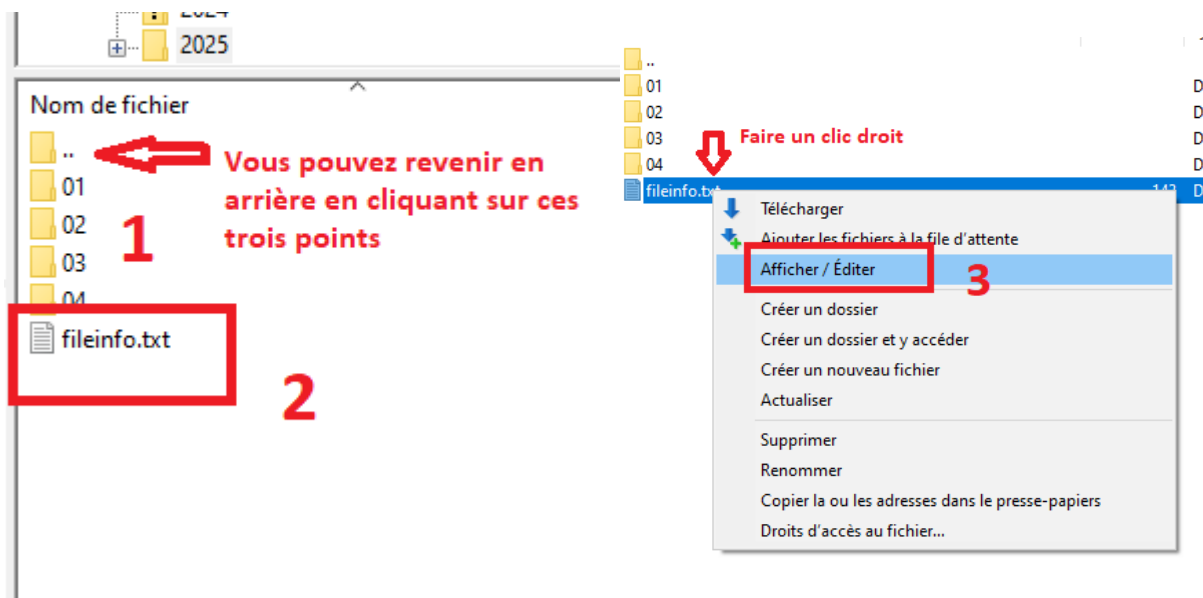 2025
Nom de fichier
..
01
02
03
04
fileinfo.txt
Vous pouvez revenir en
arrière en cliquant sur ces
trois points
1
2
..
01
02
03
04
fileinfo.txt
D
D
D
D
142 D
Faire un clic droit
Télécharger
Ajouter les fichiers à la file d'attente
Afficher / Éditer
3
Créer un dossier
Créer un dossier et y accéder
Créer un nouveau fichier
Actualiser
Supprimer
Renommer
Copier la ou les adresses dans le presse-papiers
Droits d'accès au fichier...